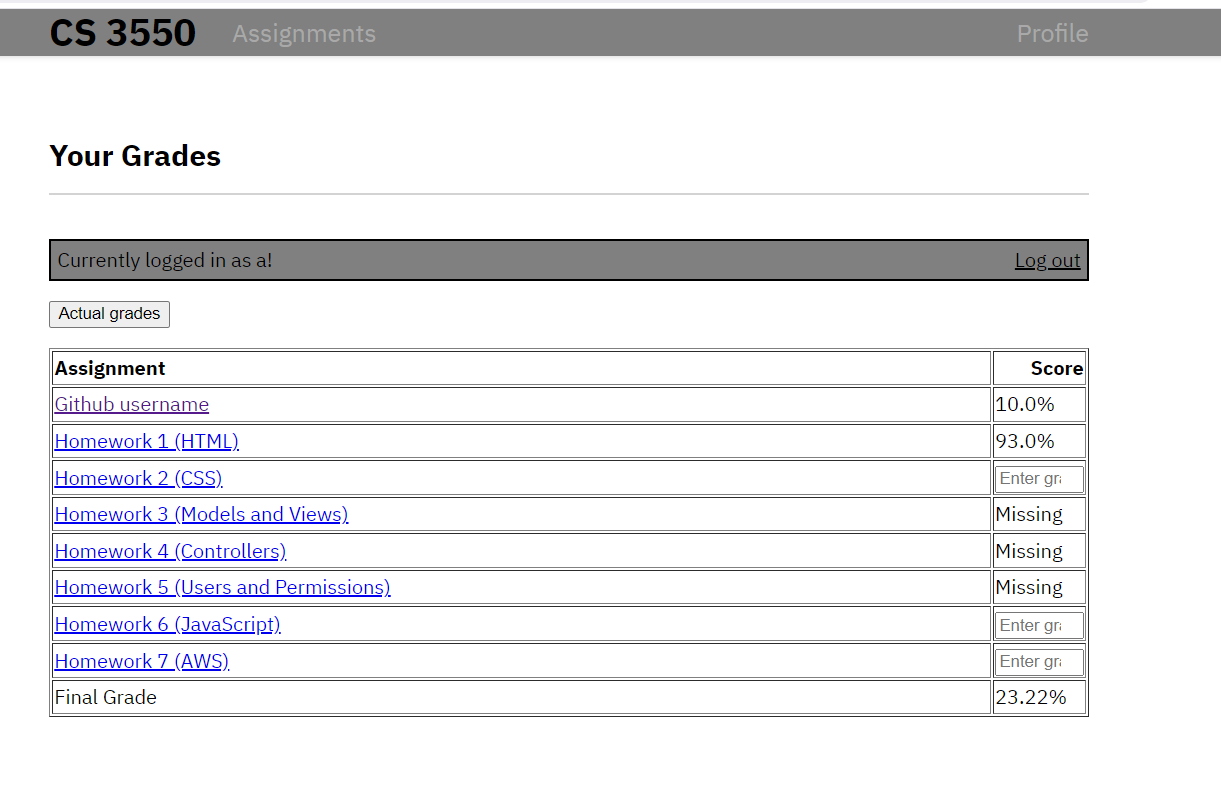 CS 3550 Assignments Profile
Your Grades
Currently logged in as a! Log out
Actual grades
Assignment Score
Github username 10.0%
Homework 1 (HTML) 93.0%
Homework 2 (CSS) Enter gr
Homework 3 (Models and Views) Missing
Homework 4 (Controllers) Missing
Homework 5 (Users and Permissions) Missing
Homework 6 (JavaScript) Enter gr
Homework 7 (AWS) Enter gr
Final Grade 23.22%